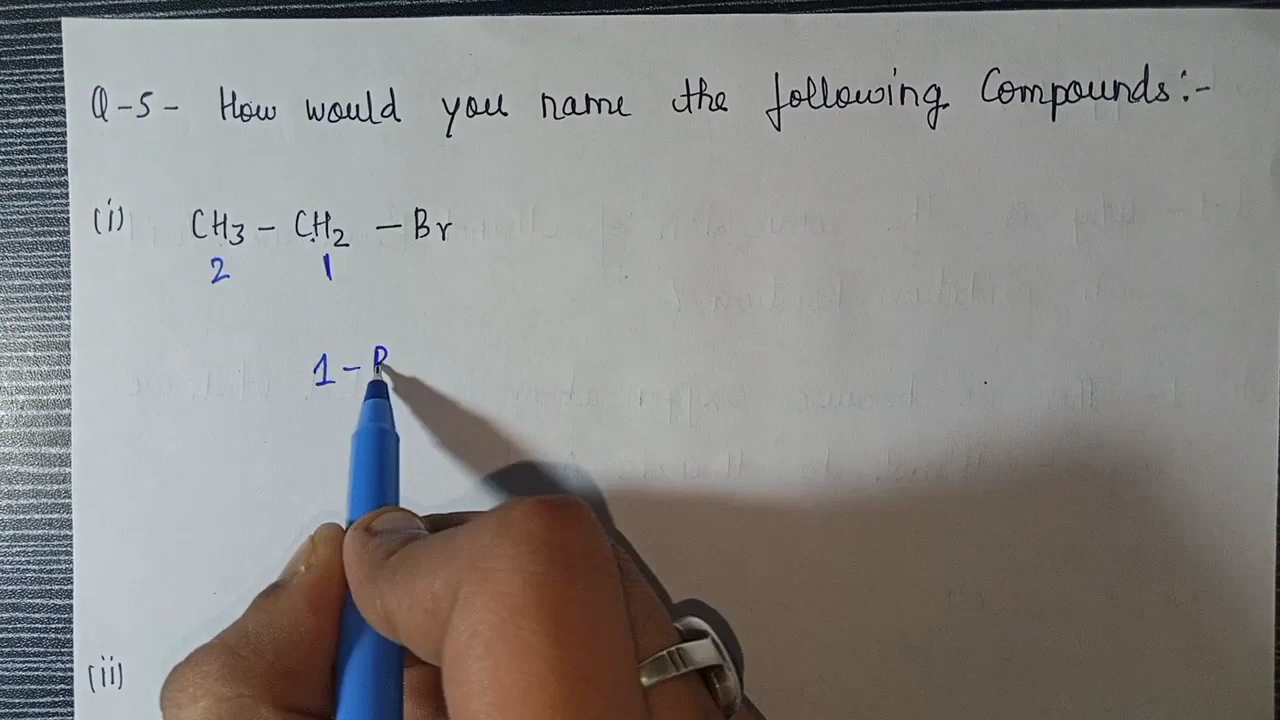 Q-5- How would you name the following Compounds:-
(i) CH3 - CH2 - Br
2 1
1-B
(ii)